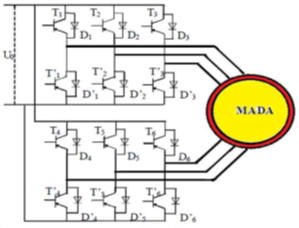 T1 T2 T3
D1 D2 D3
U0
T'1 T'2 T'3
D'1 D'2 D'3
MADA
T4 T5 T6
D4 D5 D6
T'4 T'5 T'6
D'4 D'5 D'6